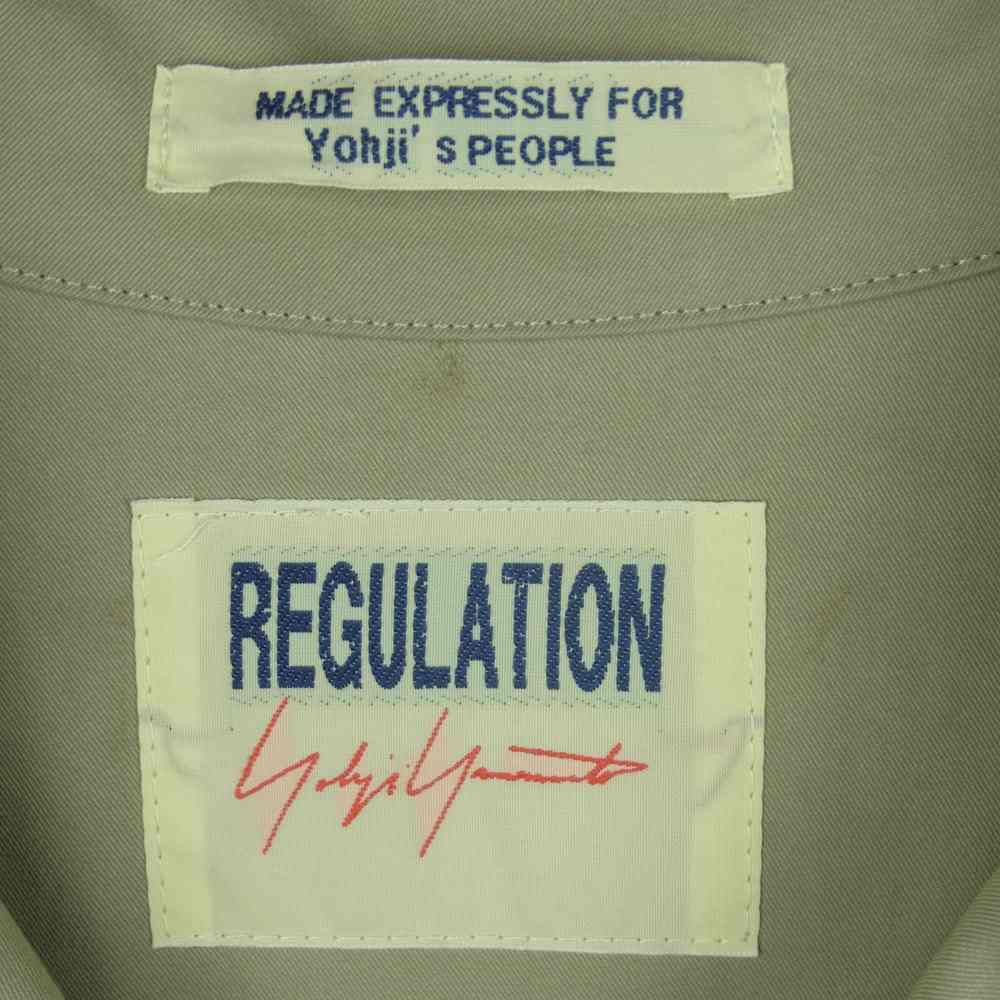 MADE EXPRESSLY FOR
Yohji's PEOPLE
REGULATION
Yohji Yamamoto